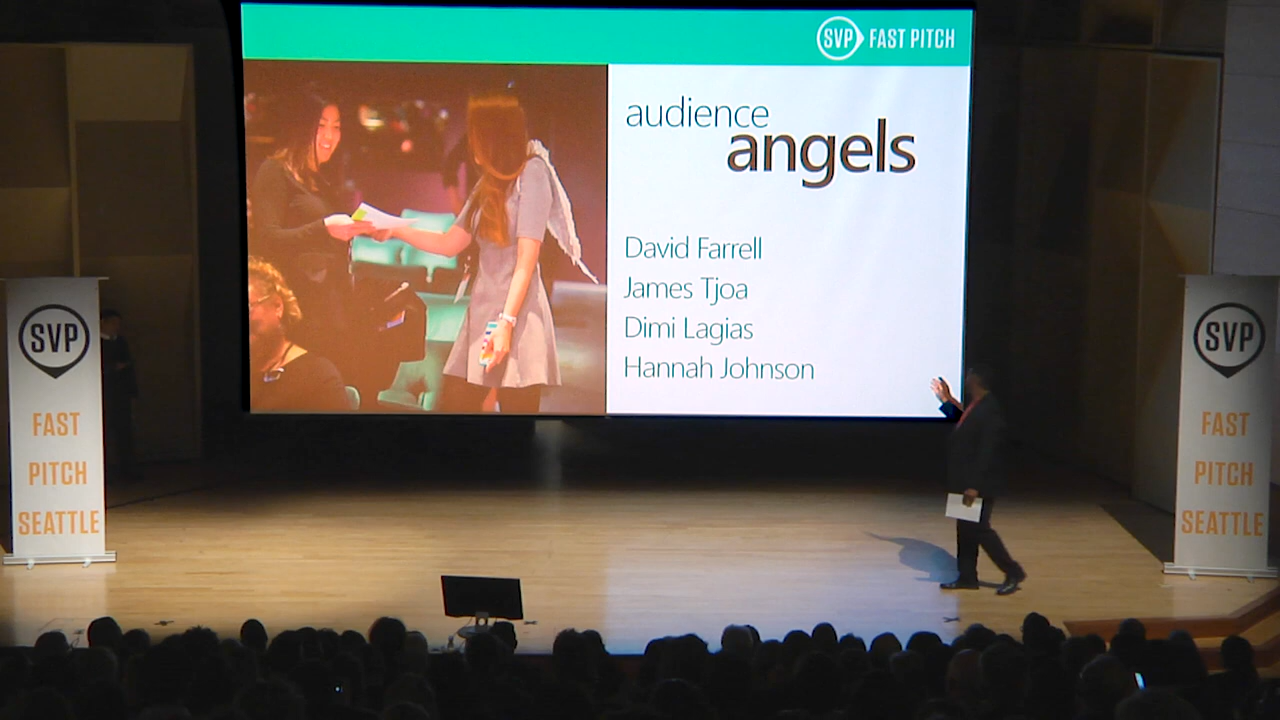 SVP FAST PITCH
audience
angels
David Farrell
James Tjoa
Dimi Lagias
Hannah Johnson
SVP
FAST
PITCH
SEATTLE
SVP
FAST
PITCH
SEATTLE